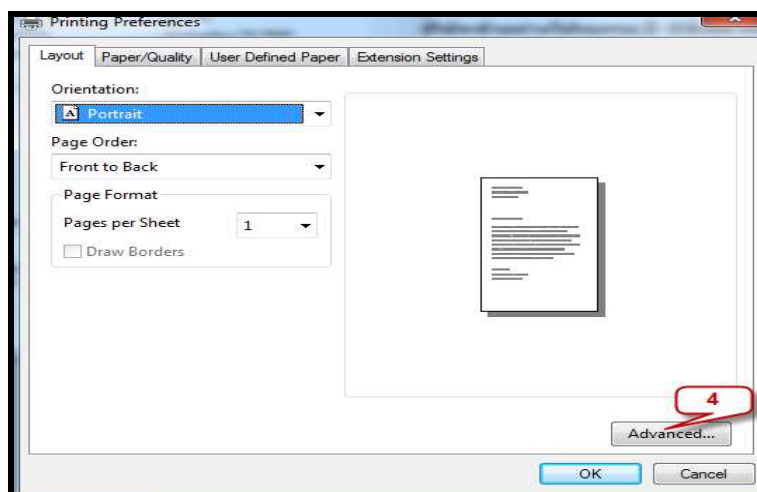 Printing Preferences
Layout Paper/Quality User Defined Paper Extension Settings
Orientation:
A Portrait
Page Order:
Front to Back
Page Format
Pages per Sheet 1
Draw Borders
4
Advanced...
OK Cancel